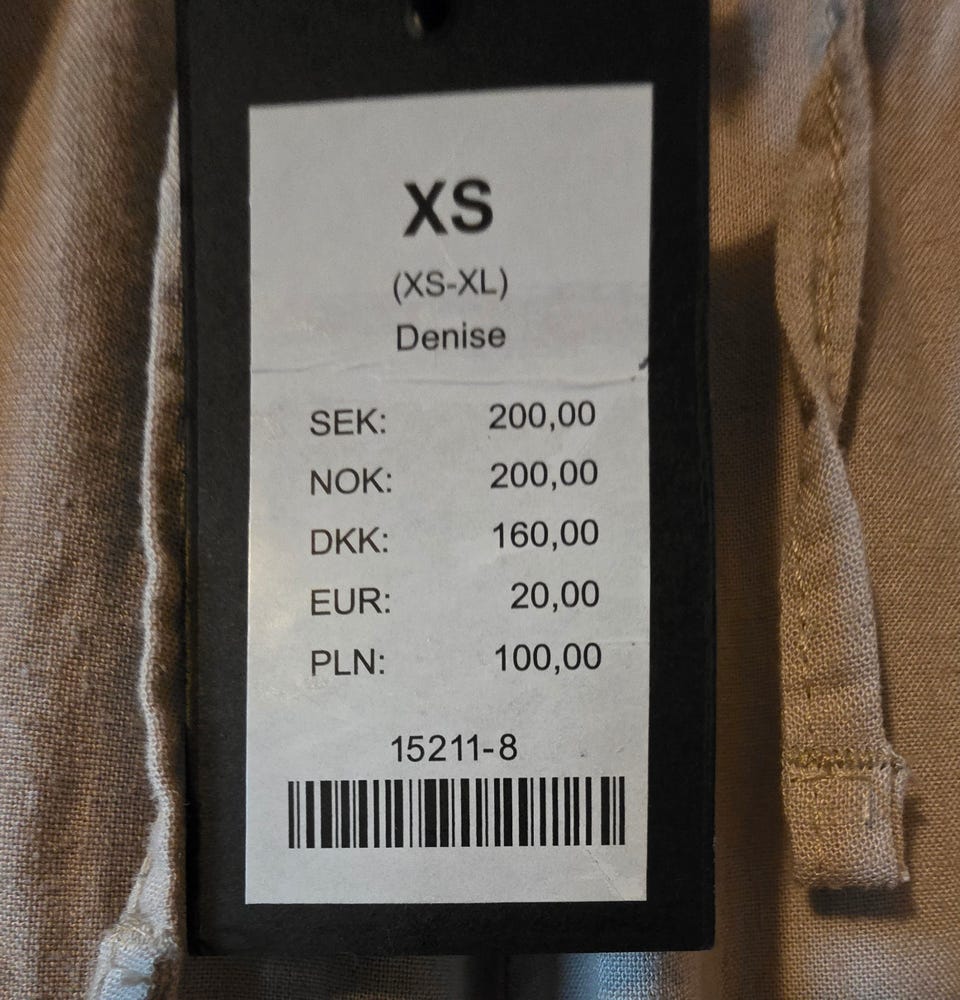 XS
(XS-XL)
Denise
SEK: 200,00
NOK: 200,00
DKK: 160,00
EUR: 20,00
PLN: 100,00
15211-8